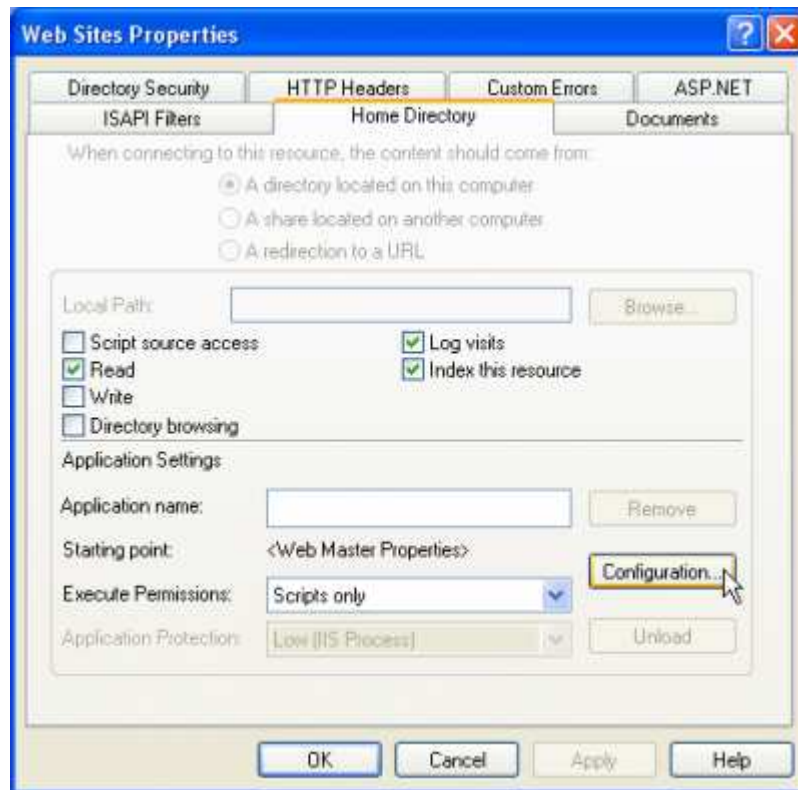 Web Sites Properties
Directory Security HTTP Headers Custom Errors ASP.NET
ISAPI Filters Home Directory Documents
When connecting to this resource, the content should come from:
A directory located on this computer
A share located on another computer
A redirection to a URL
Local Path: Browse...
Script source access Log visits
Read Index this resource
Write
Directory browsing
Application Settings
Application name: Remove
Starting point: <Web Master Properties>
Configuration...
Execute Permissions: Scripts only
Application Protection: Low (IIS Process) Unload
OK Cancel Apply Help